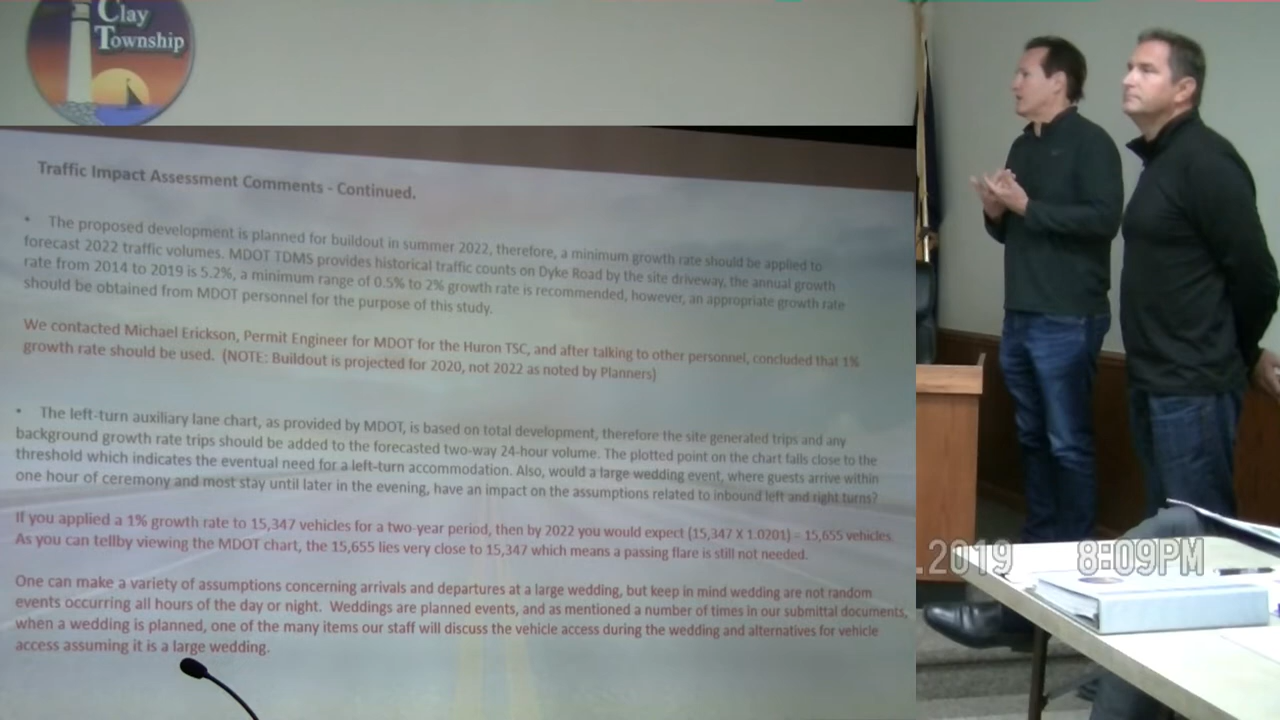 Clay
Township
Traffic Impact Assessment Comments - Continued.
• The proposed development is planned for buildout in summer 2022, therefore, a minimum growth rate should be applied to
forecast 2022 traffic volumes. MDOT TDMS provides historical traffic counts on Dyke Road by the site driveway, the annual growth
rate from 2014 to 2019 is 5.2%, a minimum range of 0.5% to 2% growth rate is recommended, however, an appropriate growth rate
should be obtained from MDOT personnel for the purpose of this study.
We contacted Michael Erickson, Permit Engineer for MDOT for the Huron TSC, and after talking to other personnel, concluded that 1%
growth rate should be used. (NOTE: Buildout is projected for 2020, not 2022 as noted by Planners)
• The left-turn auxiliary lane chart, as provided by MDOT, is based on total development, therefore the site generated trips and any
background growth rate trips should be added to the forecasted two-way 24-hour volume. The plotted point on the chart falls close to the
threshold which indicates the eventual need for a left-turn accommodation. Also, would a large wedding event, where guests arrive within
one hour of ceremony and most stay until later in the evening, have an impact on the assumptions related to inbound left and right turns?
If you applied a 1% growth rate to 15,347 vehicles for a two-year period, then by 2022 you would expect (15,347 X 1.0201) = 15,655 vehicles.
As you can tellby viewing the MDOT chart, the 15,655 lies very close to 15,347 which means a passing flare is still not needed.
One can make a variety of assumptions concerning arrivals and departures at a large wedding, but keep in mind wedding are not random
events occurring all hours of the day or night. Weddings are planned events, and as mentioned a number of times in our submittal documents,
when a wedding is planned, one of the many items our staff will discuss the vehicle access during the wedding and alternatives for vehicle
access assuming it is a large wedding.
.2019 8:09PM